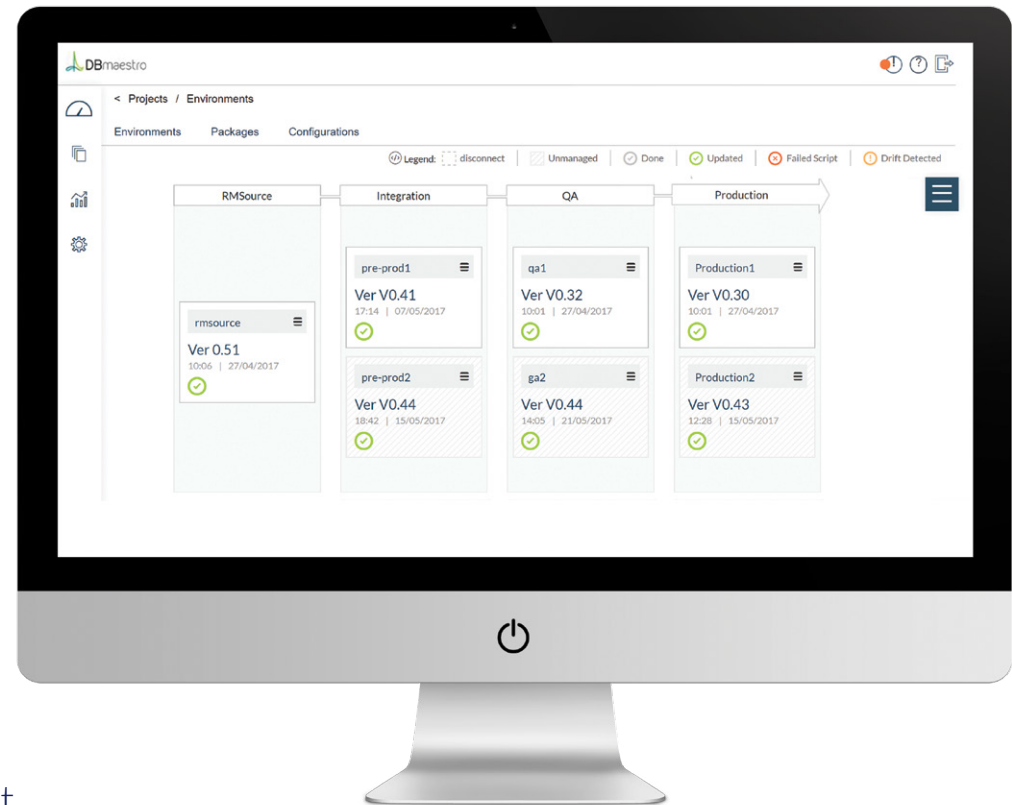 DBmaestro
< Projects / Environments
Environments Packages Configurations
Legend: disconnect Unmanaged Done Updated Failed Script Drift Detected
RMSource Integration QA Production
pre-prod1 qa1 Production1
Ver V0.41 Ver V0.32 Ver V0.30
17:14 | 07/05/2017 10:01 | 27/04/2017 10:01 | 27/04/2017
rmsource
Ver 0.51
10:06 | 27/04/2017
pre-prod2 ga2 Production2
Ver V0.44 Ver V0.44 Ver V0.43
18:42 | 15/05/2017 14:05 | 21/05/2017 12:28 | 15/05/2017